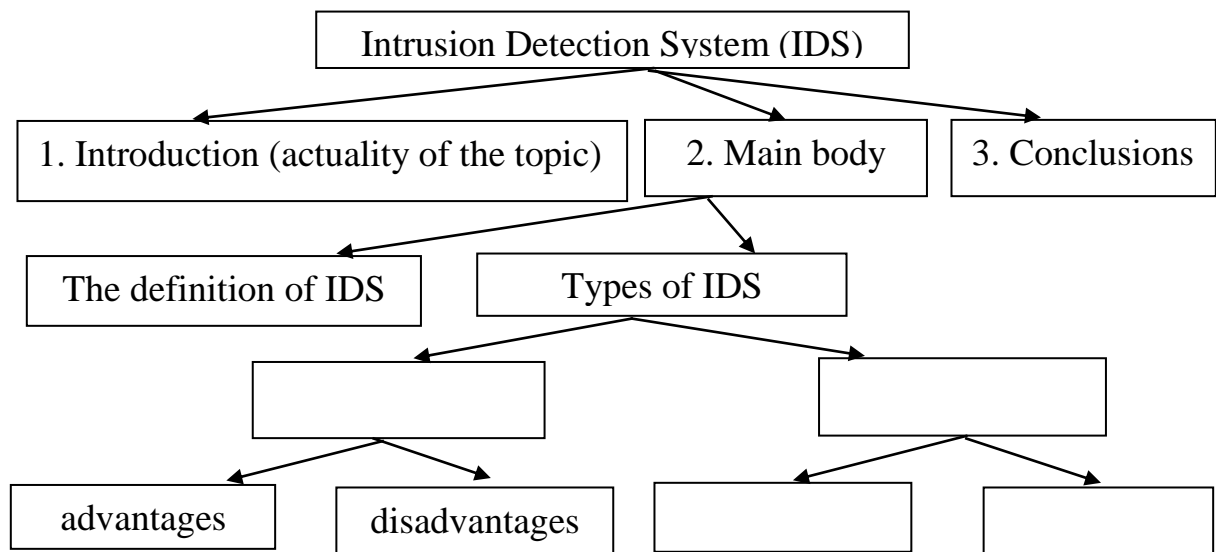 Intrusion Detection System (IDS)
1. Introduction (actuality of the topic)
2. Main body
3. Conclusions
The definition of IDS
Types of IDS
advantages
disadvantages